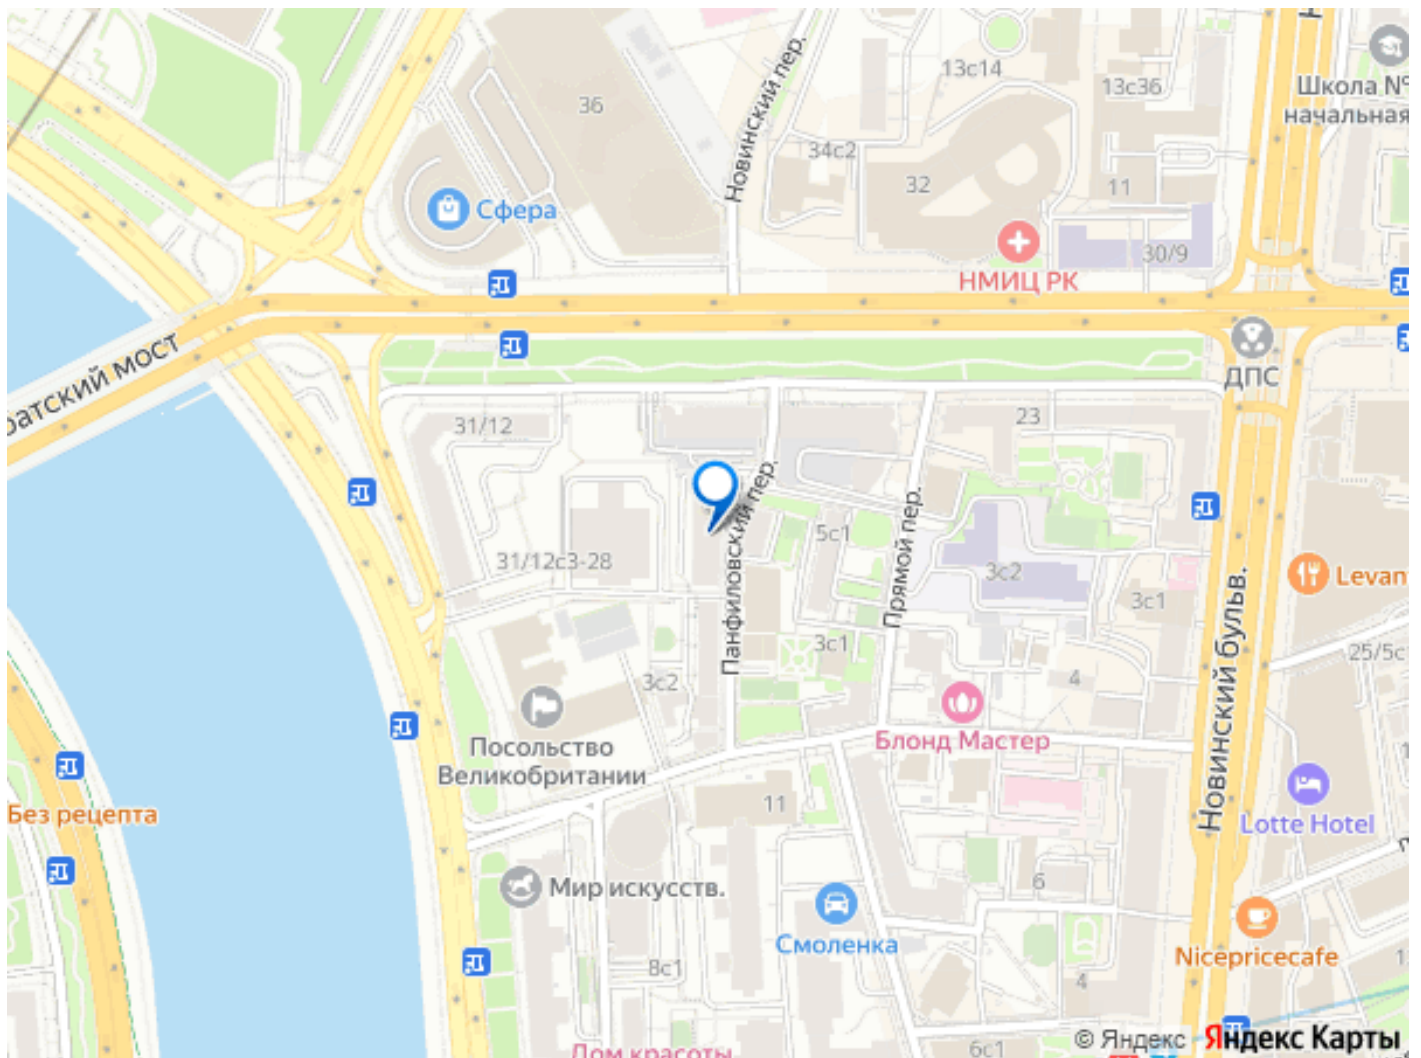 Новинский пер.
13с14
13с36
Школа №
начальная
36
34с2
32
11
Сфера
НМИЦ РК
30/9
ратский мост
ДПС
31/12
23
Панфиловский пер.
Прямой пер.
5с1
31/12с3-28
3с2
3с1
Levan
Новинский бульв.
3с1
25/5с
3с2
4
Посольство
Великобритании
Блонд Мастер
Без рецепта
11
Lotte Hotel
Мир искусств.
6
Смоленка
Nicepricecafe
8с1
4
6с1
Дом красоты
© Яндекс Яндекс Карты